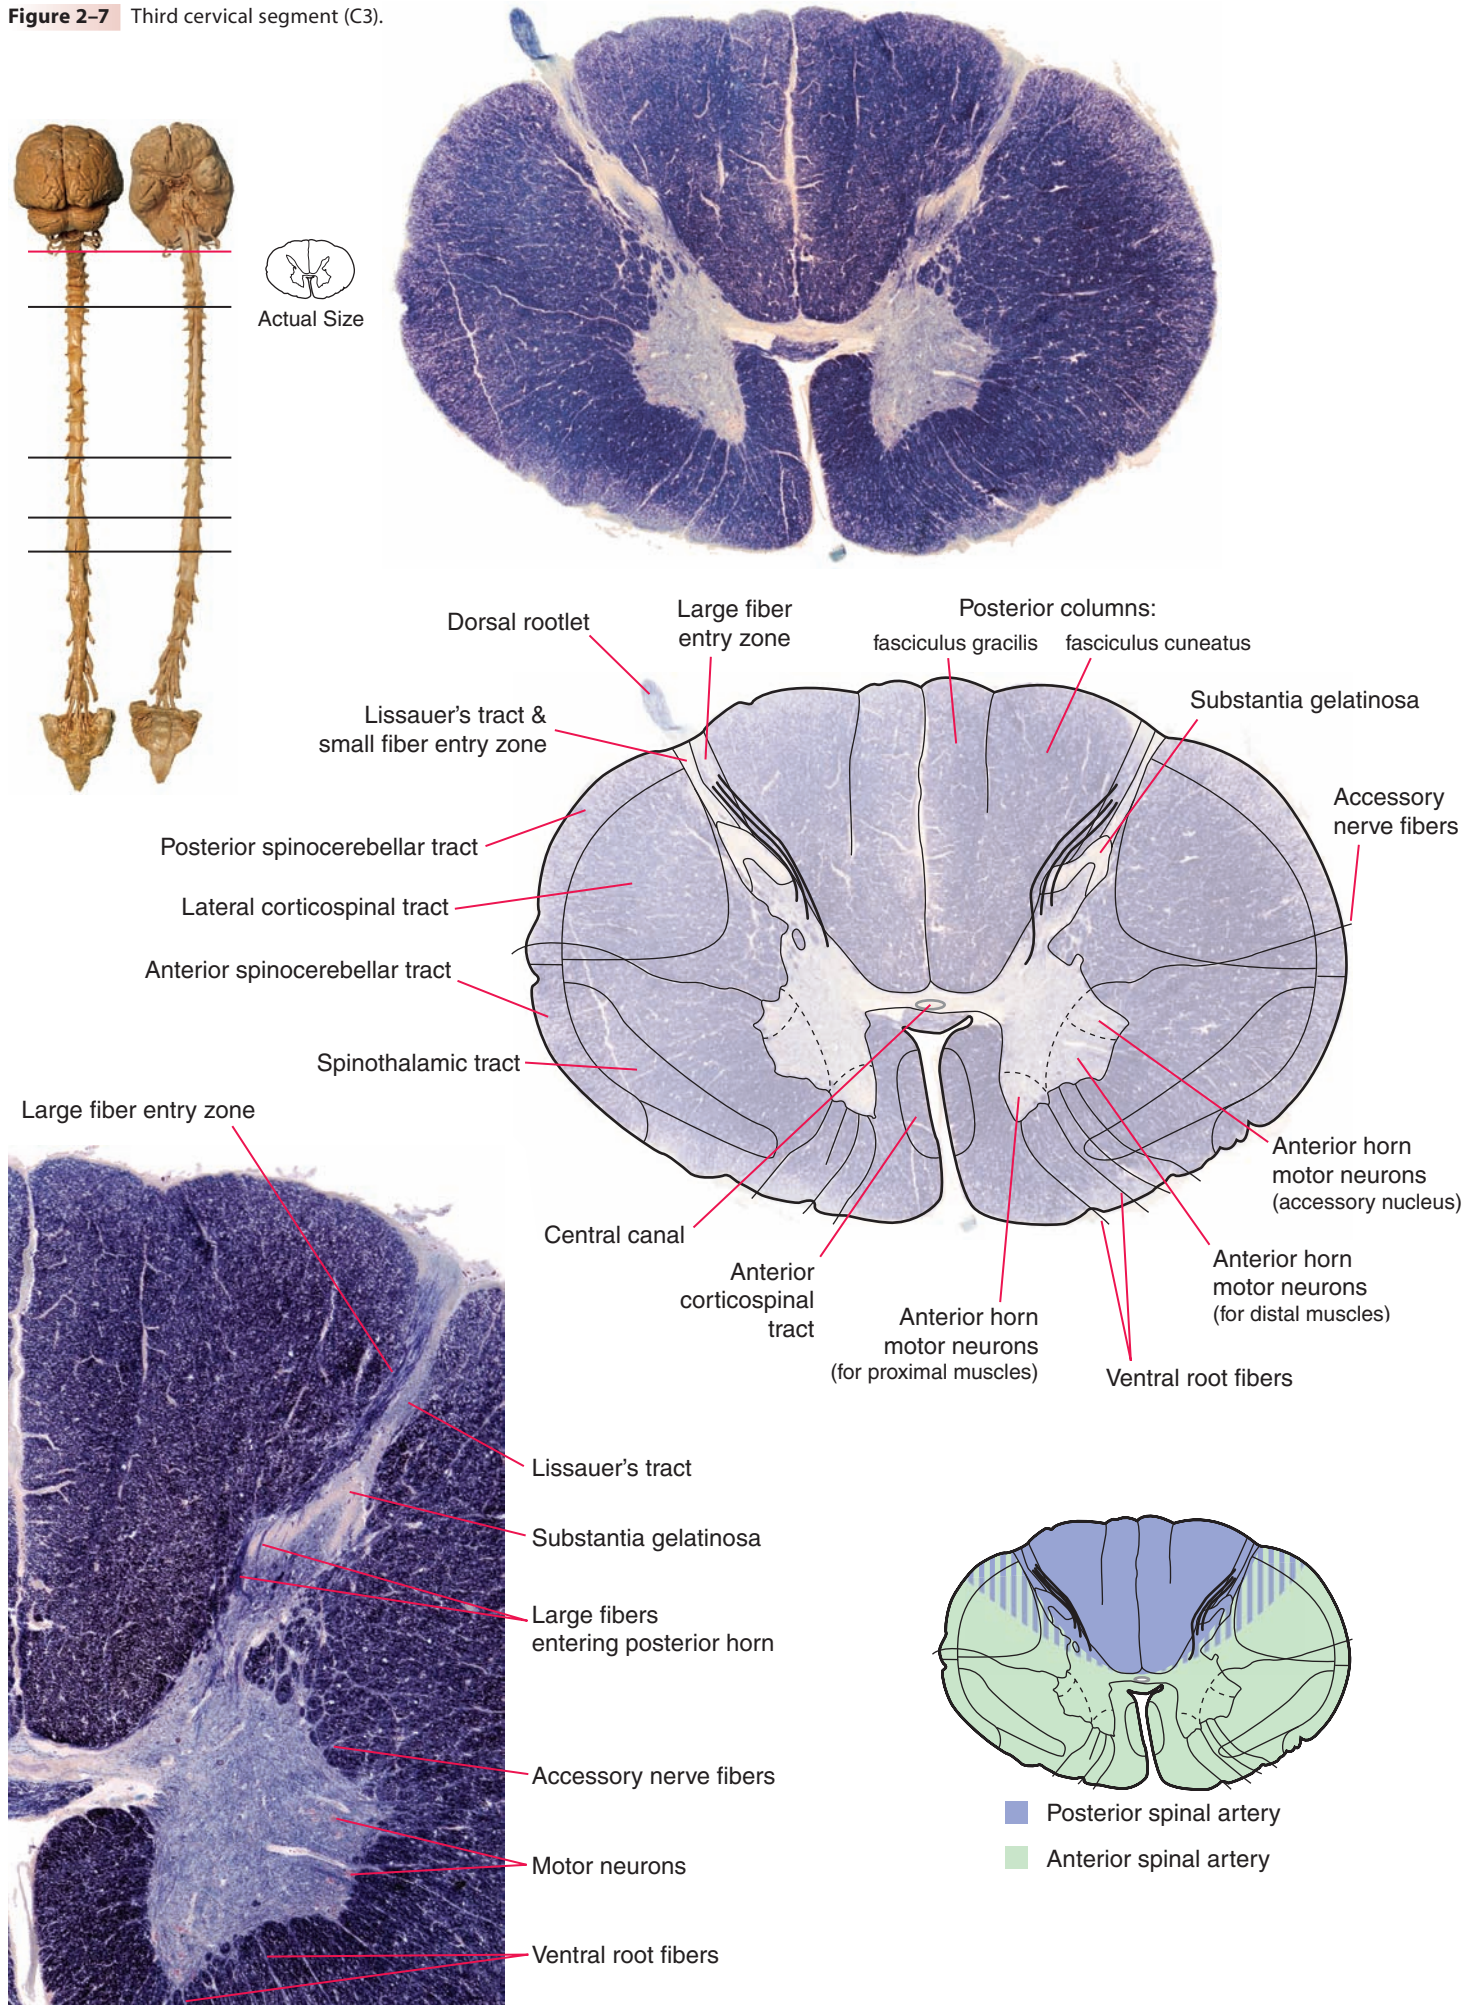 Figure 2–7 Third cervical segment (C3).
Actual Size
Dorsal rootlet
Large fiber
entry zone
Posterior columns:
fasciculus gracilis
fasciculus cuneatus
Substantia gelatinosa
Lissauer’s tract &
small fiber entry zone
Accessory
nerve fibers
Posterior spinocerebellar tract
Lateral corticospinal tract
Anterior spinocerebellar tract
Spinothalamic tract
Large fiber entry zone
Anterior horn
motor neurons
(accessory nucleus)
Central canal
Anterior
corticospinal
tract
Anterior horn
motor neurons
(for proximal muscles)
Anterior horn
motor neurons
(for distal muscles)
Ventral root fibers
Lissauer’s tract
Substantia gelatinosa
Large fibers
entering posterior horn
Accessory nerve fibers
Motor neurons
Ventral root fibers
Posterior spinal artery
Anterior spinal artery